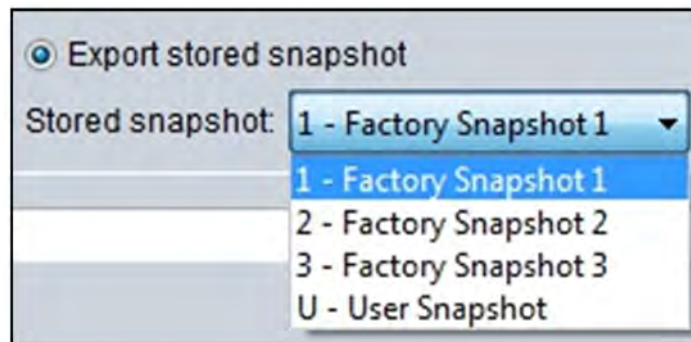 Export stored snapshot
Stored snapshot: 1 - Factory Snapshot 1
1 - Factory Snapshot 1
2 - Factory Snapshot 2
3 - Factory Snapshot 3
U - User Snapshot